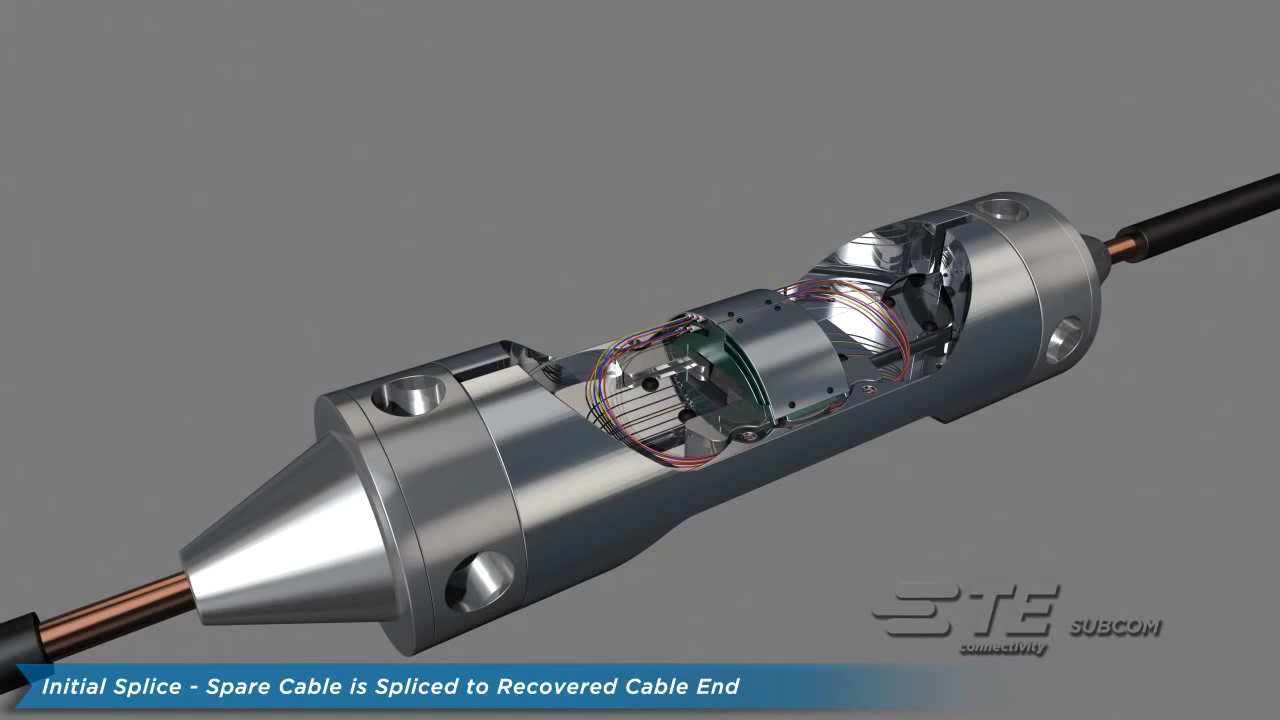 TE
SUBCOM
connectivity
Initial Splice - Spare Cable is Spliced to Recovered Cable End